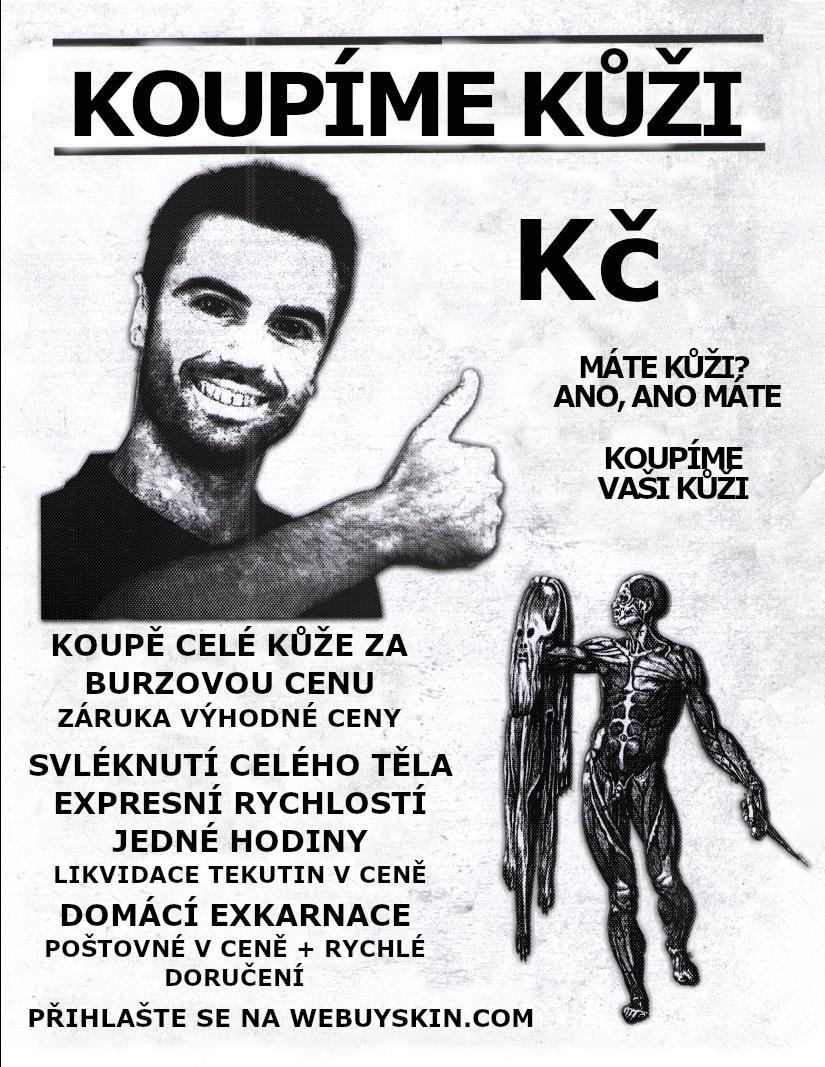 KOUPÍME KŮŽI
Kč
MÁTE KŮŽI?
ANO, ANO MÁTE
KOUPÍME
VAŠI KŮŽI
KOUPĚ CELÉ KŮŽE ZA
BURZOVOU CENU
ZÁRUKA VÝHODNÉ CENY
SVLÉKNUTÍ CELÉHO TĚLA
EXPRESNÍ RYCHLOSTÍ
JEDNÉ HODINY
LIKVIDACE TEKUTIN V CENĚ
DOMÁCÍ EXKARNACE
POŠTOVNÉ V CENĚ + RYCHLÉ
DORUČENÍ
PŘIHLAŠTE SE NA WEBUYSKIN.COM